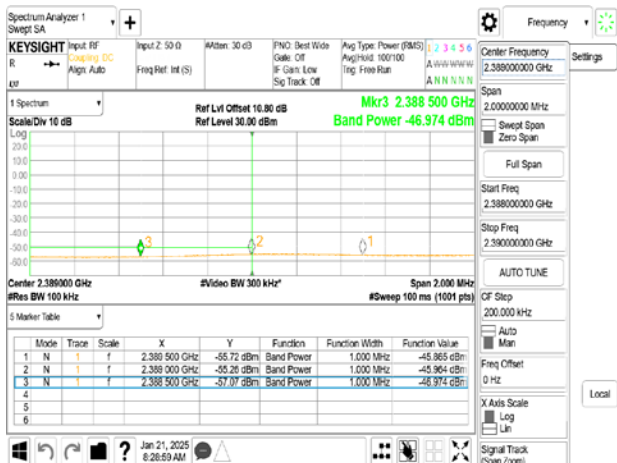 Spectrum Analyzer 1
Swept SA
+
Frequency
KEYSIGHT
R
Input: RF
Coupling: DC
Align: Auto
Input Z: 50 Ω
Freq Ref: Int (S)
#Atten: 30 dB
PNO: Best Wide
Gate: Off
IF Gain: Low
Sig Track: Off
Avg Type: Power (RMS)
Avg|Hold: 100/100
Trig: Free Run
1 2 3 4 5 6
A W W W W W
A N N N N N
1 Spectrum
Scale/Div 10 dB
Ref Lvl Offset 10.80 dB
Ref Level 30.00 dBm
Mkr3 2.388 500 GHz
Band Power -46.974 dBm
Log
20.0
10.0
0.00
-10.0
-20.0
-30.0
-40.0
-50.0
-60.0
3
2
1
Center 2.389000 GHz
#Res BW 100 kHz
#Video BW 300 kHz*
Span 2.000 MHz
#Sweep 100 ms (1001 pts)
5 Marker Table
Mode Trace Scale X Y Function Function Width Function Value
1 N 1 f 2.389 500 GHz -55.72 dBm Band Power 1.000 MHz -45.865 dBm
2 N 1 f 2.389 000 GHz -55.26 dBm Band Power 1.000 MHz -45.964 dBm
3 N 1 f 2.388 500 GHz -57.07 dBm Band Power 1.000 MHz -46.974 dBm
4
5
6
?
Jan 21, 2025
8:28:59 AM
Center Frequency
2.389000000 GHz
Settings
Span
2.00000000 MHz
Swept Span
Zero Span
Full Span
Start Freq
2.388000000 GHz
Stop Freq
2.390000000 GHz
AUTO TUNE
CF Step
200.000 kHz
Auto
Man
Freq Offset
0 Hz
X Axis Scale
Log
Lin
Local
Signal Track
(Span Zoom)